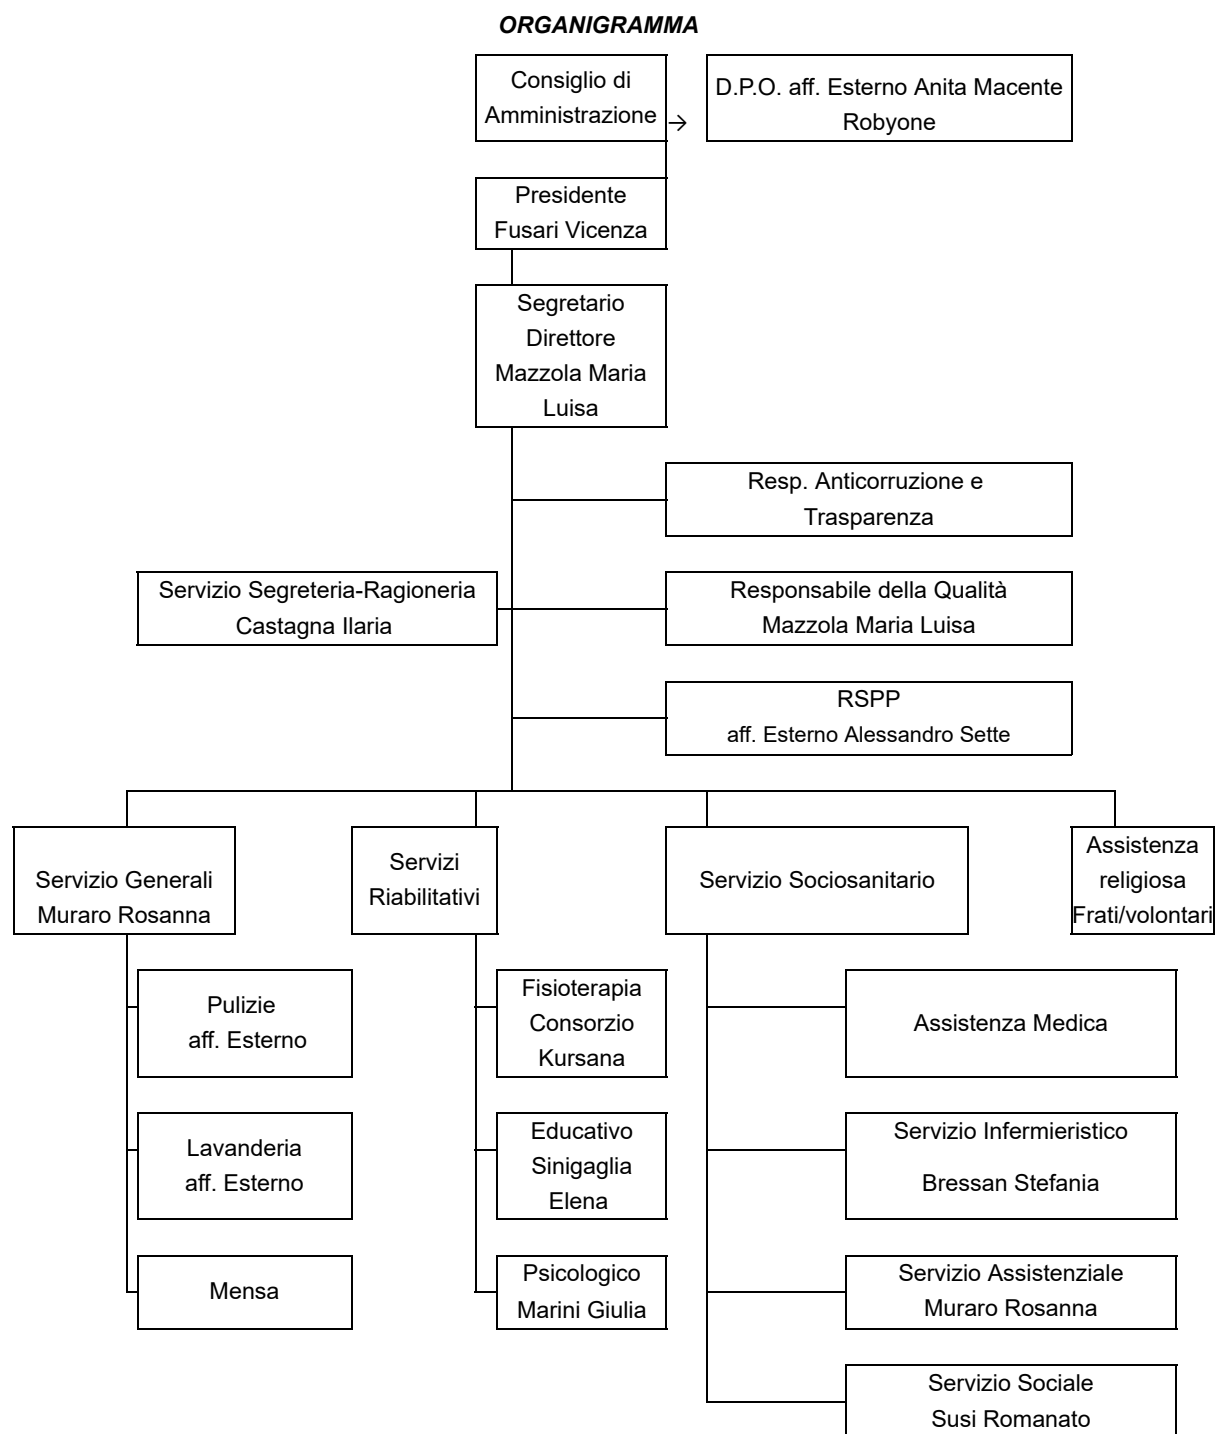 ORGANIGRAMMA
Consiglio di
Amministrazione
D.P.O. aff. Esterno Anita Macente
Robyone
Presidente
Fusari Vicenza
Segretario
Direttore
Mazzola Maria
Luisa
Resp. Anticorruzione e
Trasparenza
Servizio Segreteria-Ragioneria
Castagna Ilaria
Responsabile della Qualità
Mazzola Maria Luisa
RSPP
aff. Esterno Alessandro Sette
Servizio Generali
Muraro Rosanna
Servizi
Riabilitativi
Servizio Sociosanitario
Assistenza
religiosa
Frati/volontari
Pulizie
aff. Esterno
Fisioterapia
Consorzio
Kursana
Assistenza Medica
Lavanderia
aff. Esterno
Educativo
Sinigaglia
Elena
Servizio Infermieristico
Bressan Stefania
Mensa
Psicologico
Marini Giulia
Servizio Assistenziale
Muraro Rosanna
Servizio Sociale
Susi Romanato